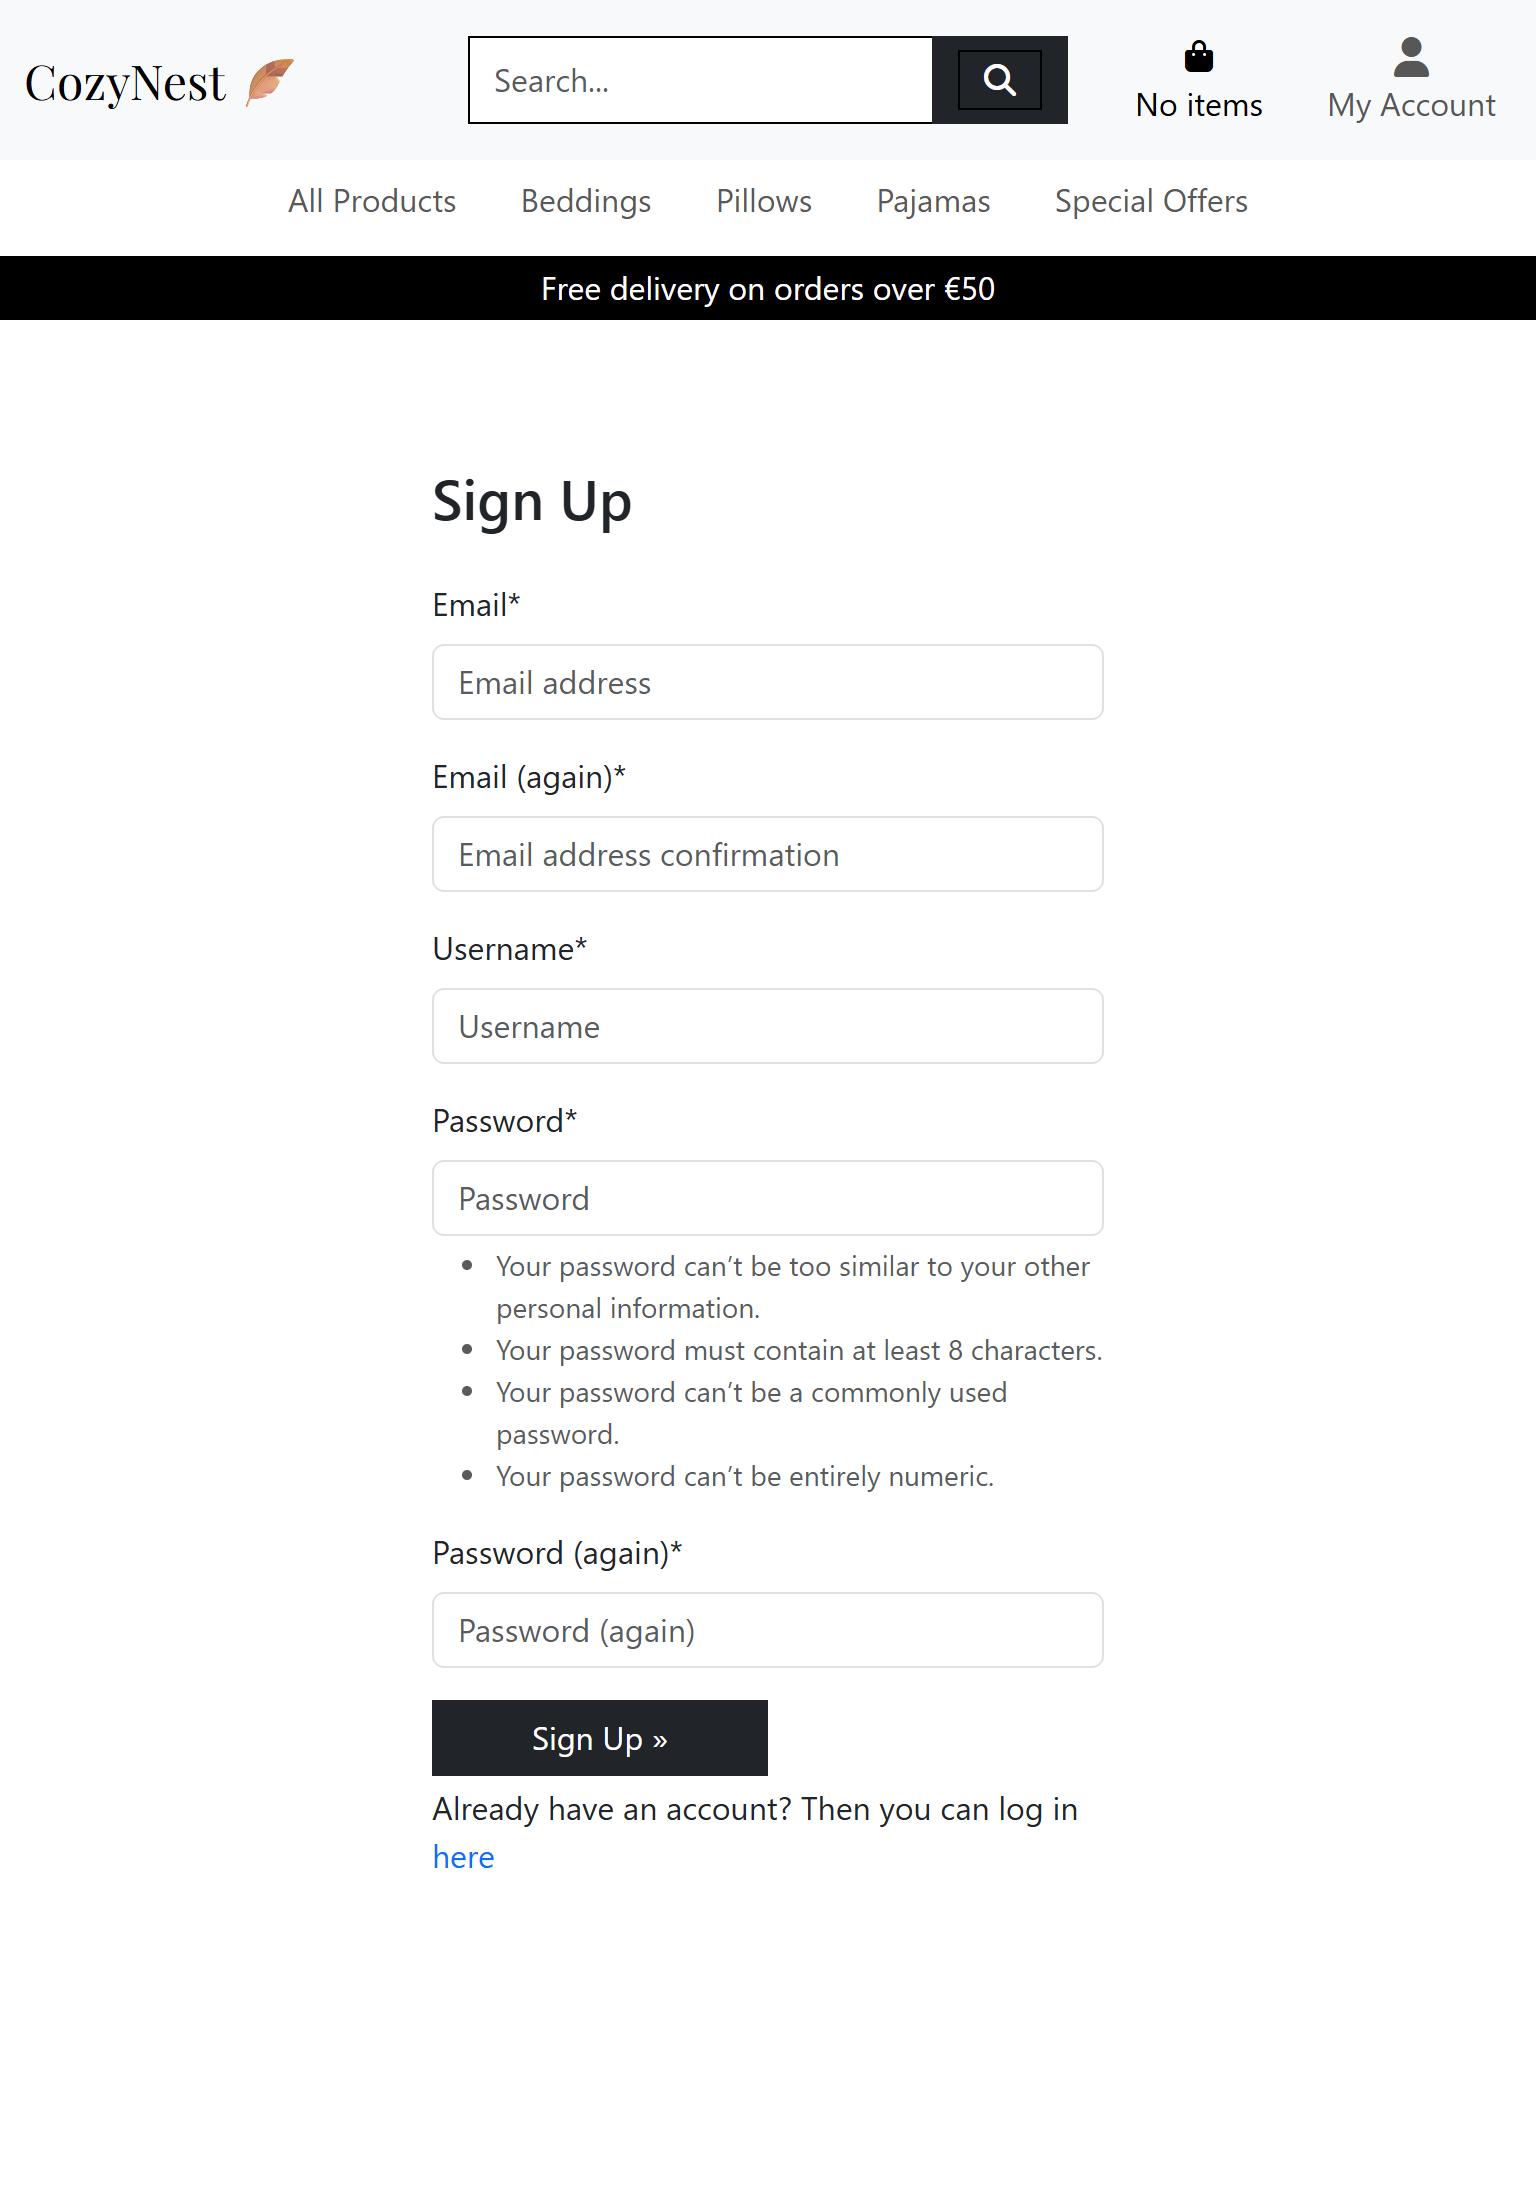 CozyNest
Search...
No items
My Account
All Products Beddings Pillows Pajamas Special Offers
Free delivery on orders over €50
Sign Up
Email*
Email address
Email (again)*
Email address confirmation
Username*
Username
Password*
Password
Your password can’t be too similar to your other
personal information.
Your password must contain at least 8 characters.
Your password can’t be a commonly used
password.
Your password can’t be entirely numeric.
Password (again)*
Password (again)
Sign Up »
Already have an account? Then you can log in
here